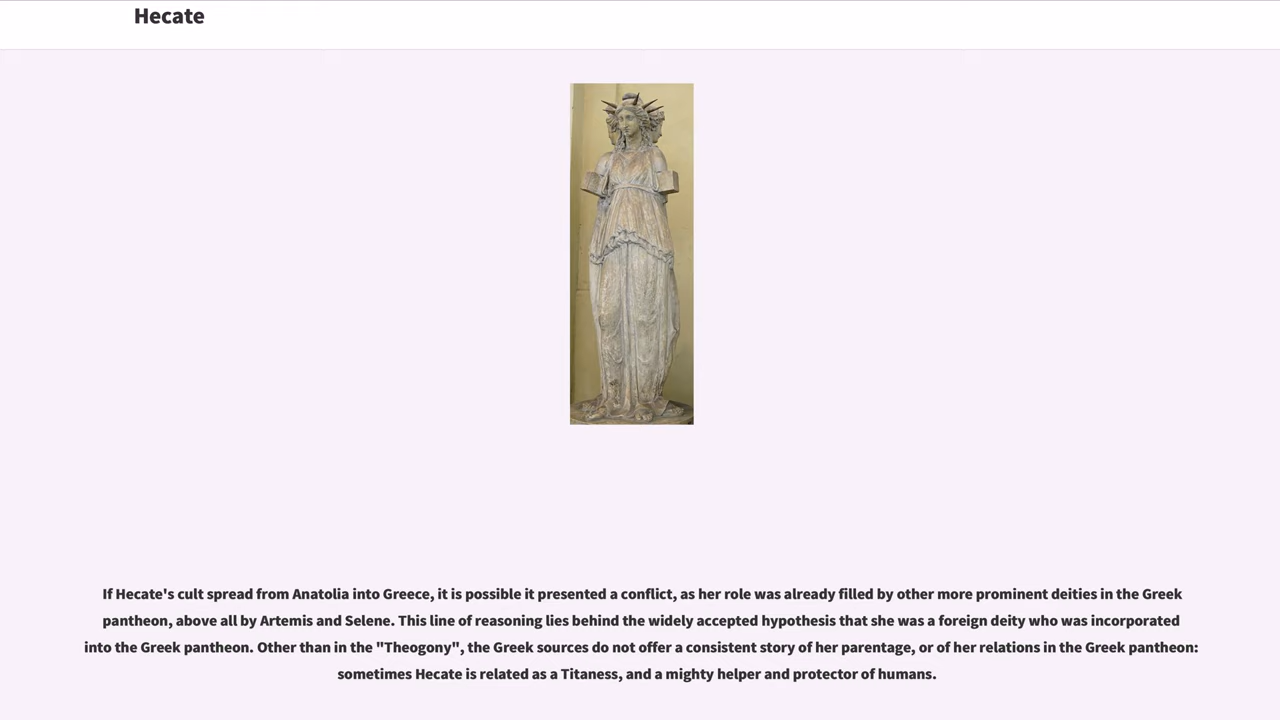 Hecate
If Hecate's cult spread from Anatolia into Greece, it is possible it presented a conflict, as her role was already filled by other more prominent deities in the Greek
pantheon, above all by Artemis and Selene. This line of reasoning lies behind the widely accepted hypothesis that she was a foreign deity who was incorporated
into the Greek pantheon. Other than in the "Theogony", the Greek sources do not offer a consistent story of her parentage, or of her relations in the Greek pantheon:
sometimes Hecate is related as a Titaness, and a mighty helper and protector of humans.